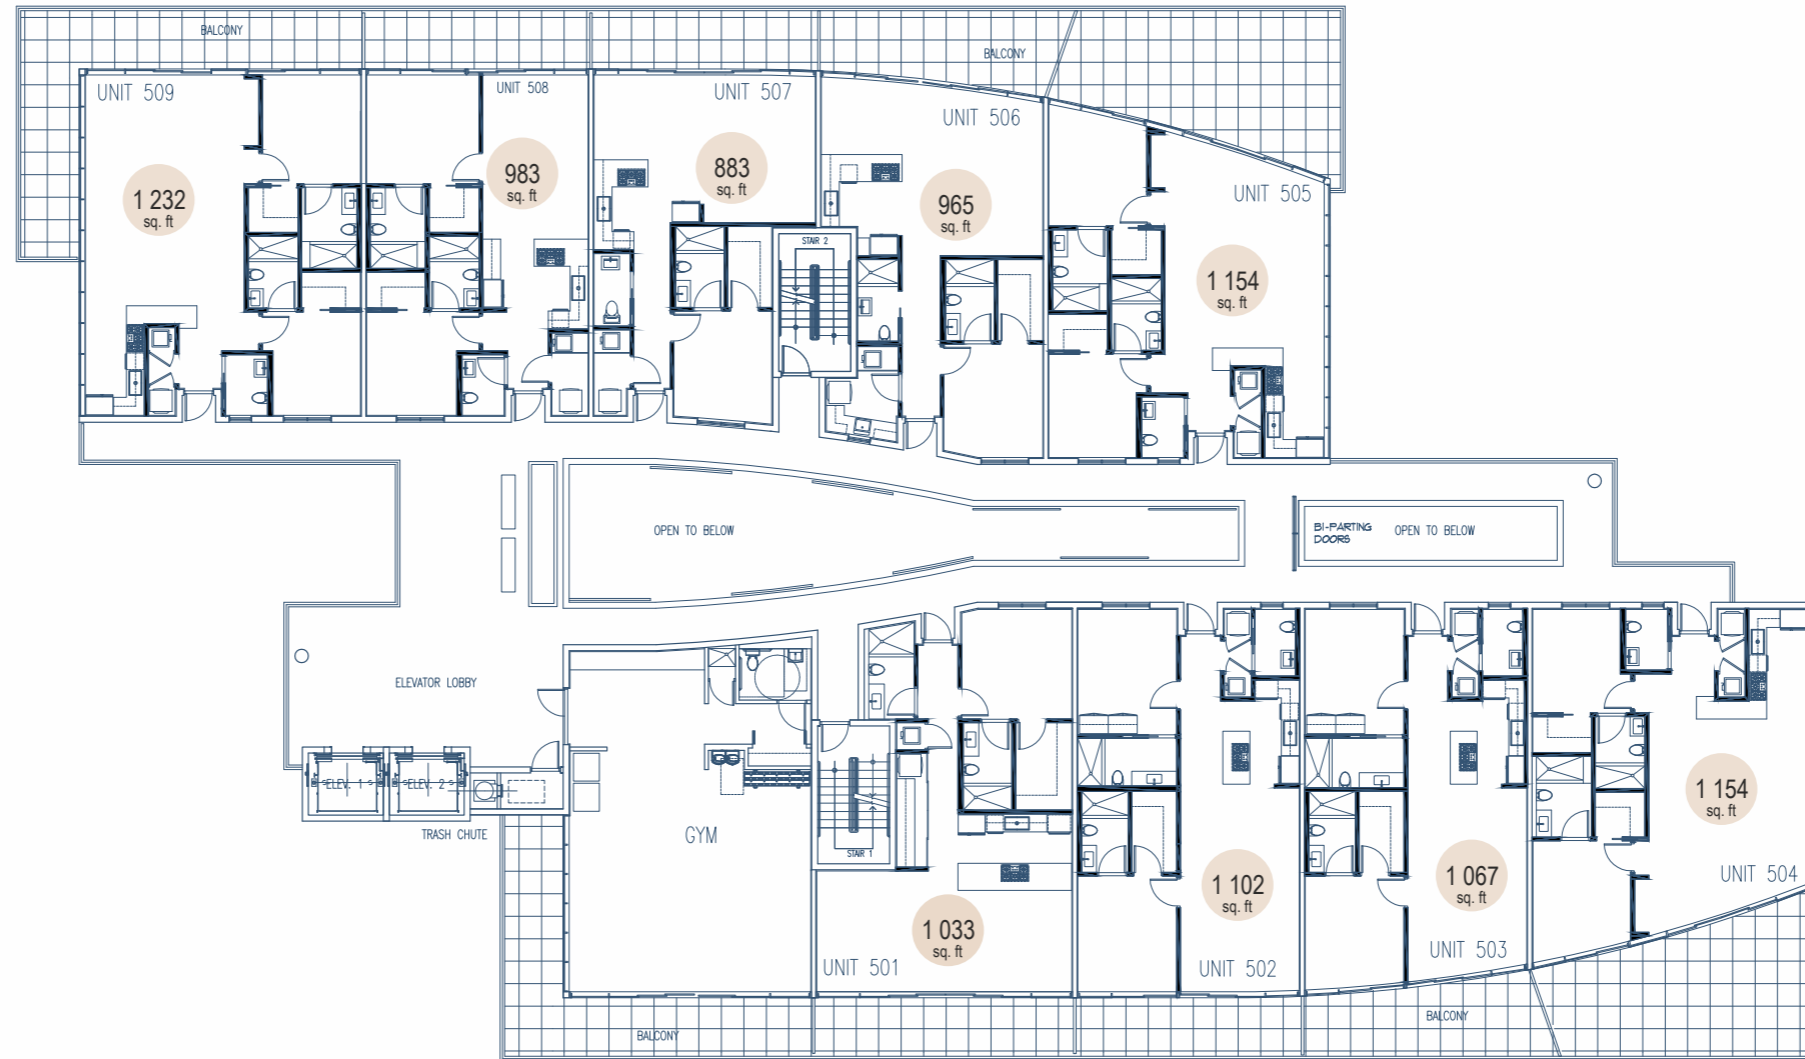 BALCONY
BALCONY
UNIT 509
UNIT 508
UNIT 507
UNIT 506
UNIT 505
1 232
sq. ft
983
sq. ft
883
sq. ft
965
sq. ft
1 154
sq. ft
STAIR 2
OPEN TO BELOW
BI-PARTING
DOORS
OPEN TO BELOW
ELEVATOR LOBBY
ELEV. 1
ELEV. 2
TRASH CHUTE
GYM
STAIR 1
1 033
sq. ft
1 102
sq. ft
1 067
sq. ft
1 154
sq. ft
UNIT 501
UNIT 502
UNIT 503
UNIT 504
BALCONY
BALCONY